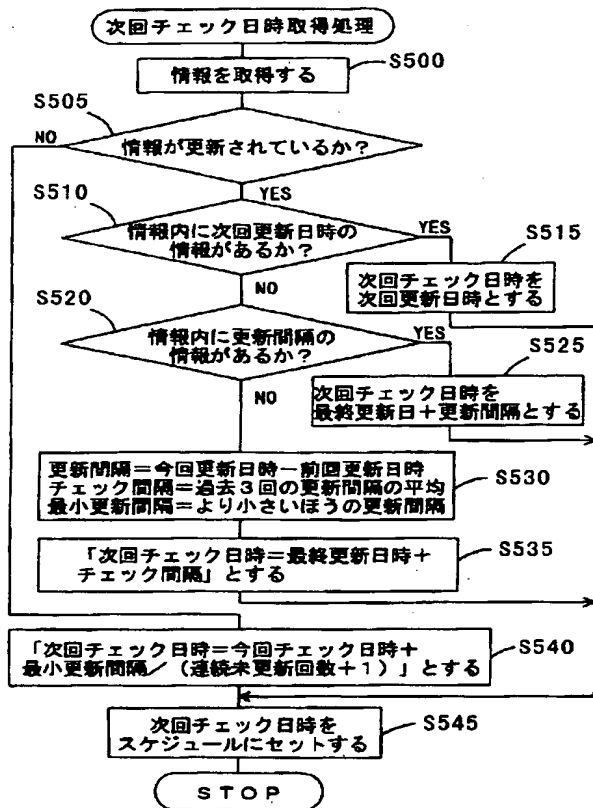 次回チェック日時取得処理
情報を取得する
S500
S505
NO
情報が更新されているか?
YES
S510
情報内に次回更新日時の
情報があるか?
YES
S515
次回チェック日時を
次回更新日時とする
NO
S520
情報内に更新間隔の
情報があるか?
YES
S525
次回チェック日時を
最終更新日+更新間隔とする
NO
更新間隔=今回更新日時−前回更新日時
チェック間隔=過去3回の更新間隔の平均
最小更新間隔=より小さいほうの更新間隔
S530
「次回チェック日時=最終更新日時+
チェック間隔」とする
S535
「次回チェック日時=今回チェック日時+
最小更新間隔/(連続未更新回数+1)」とする
S540
次回チェック日時を
スケジュールにセットする
S545
STOP